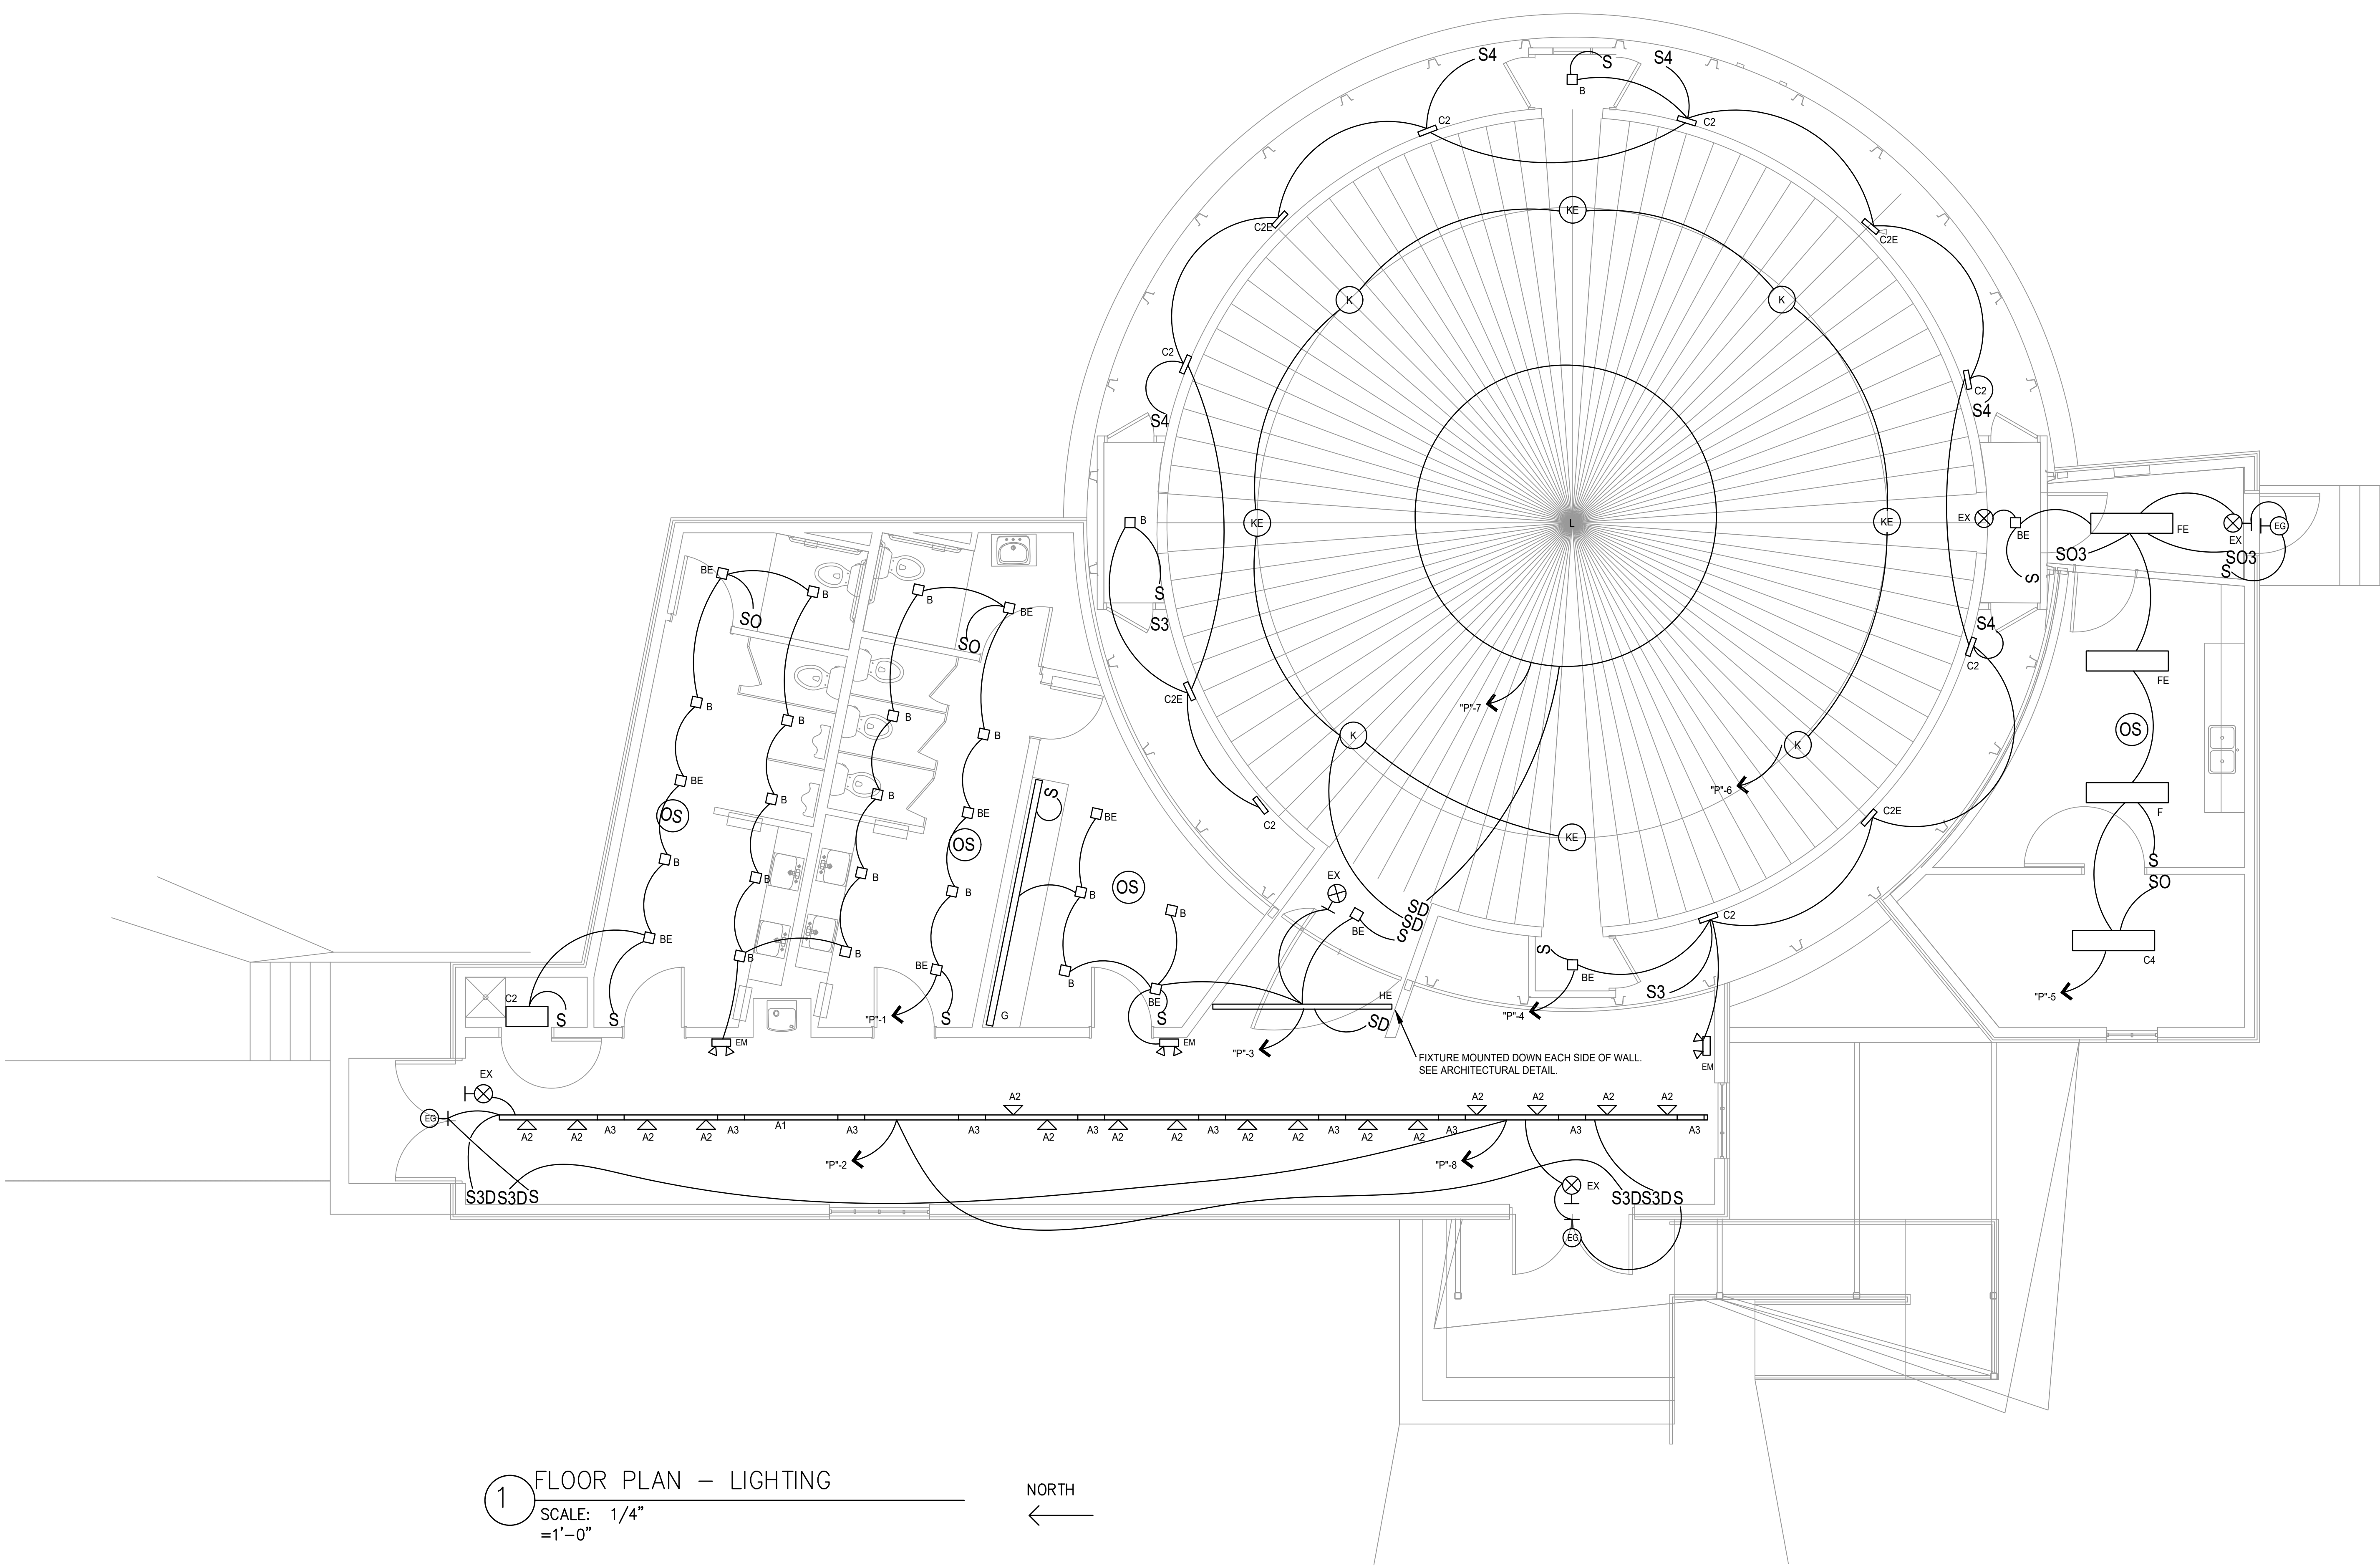 S4
S
S4
B
C2
C2
C2E
C2E
KE
K
K
C2
C2
S4
S4
B
KE
L
KE
EX
BE
FE
EX
EG
SO3
SO3
S
S
S
BE
B
B
BE
SO
SO
S3
S4
C2
FE
C2E
"P"-7
B
B
B
B
OS
K
K
BE
B
B
BE
S
"P"-6
OS
OS
BE
C2E
F
C2
B
B
B
B
B
OS
EX
S
SO
SD
SD
S
BE
B
C2
BE
B
B
BE
B
BE
S
BE
C4
KE
C2
S
S
"P"-1
S
G
BE
S
HE
SD
"P"-4
S3
"P"-5
EM
EM
"P"-3
FIXTURE MOUNTED DOWN EACH SIDE OF WALL.
SEE ARCHITECTURAL DETAIL.
EM
EX
A2
A2
A2
A2
A2
EG
A2
A2
A3
A2
A2
A3
A1
A3
A3
A2
A3
A2
A2
A3
A2
A2
A3
A2
A2
A3
A3
A3
"P"-2
"P"-8
S3DS3DS
EX
S3DS3DS
EG
1
FLOOR PLAN – LIGHTING
SCALE: 1/4"
=1'–0"
NORTH